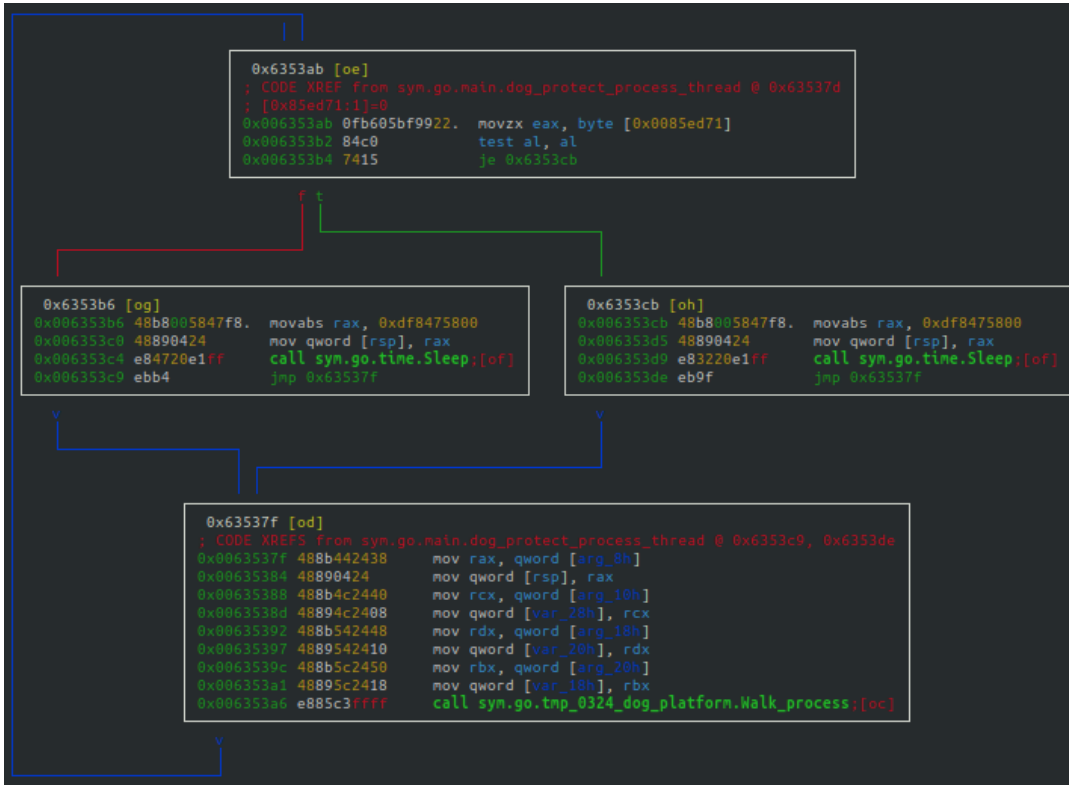 0x6353ab [oe]
; CODE XREF from sym.go.main.dog_protect_process_thread @ 0x63537d
; [0x85ed71:1]=0
0x006353ab 0fb605bf9922. movzx eax, byte [0x0085ed71]
0x006353b2 84c0 test al, al
0x006353b4 7415 je 0x6353cb
f t
0x6353b6 [og]
0x006353b6 48b8005847f8. movabs rax, 0xdf8475800
0x006353c0 48890424 mov qword [rsp], rax
0x006353c4 e84720e1ff call sym.go.time.Sleep;[of]
0x006353c9 ebb4 jmp 0x63537f
v
0x6353cb [oh]
0x006353cb 48b8005847f8. movabs rax, 0xdf8475800
0x006353d5 48890424 mov qword [rsp], rax
0x006353d9 e83220e1ff call sym.go.time.Sleep;[of]
0x006353de eb9f jmp 0x63537f
v
0x63537f [od]
; CODE XREFS from sym.go.main.dog_protect_process_thread @ 0x6353c9, 0x6353de
0x0063537f 488b442438 mov rax, qword [arg_8h]
0x00635384 48890424 mov qword [rsp], rax
0x00635388 488b4c2440 mov rcx, qword [arg_10h]
0x0063538d 48894c2408 mov qword [var_28h], rcx
0x00635392 488b542448 mov rdx, qword [arg_18h]
0x00635397 4889542410 mov qword [var_20h], rdx
0x0063539c 488b5c2450 mov rbx, qword [arg_20h]
0x006353a1 48895c2418 mov qword [var_18h], rbx
0x006353a6 e885c3ffff call sym.go.tmp_0324_dog_platform.Walk_process;[oc]
v